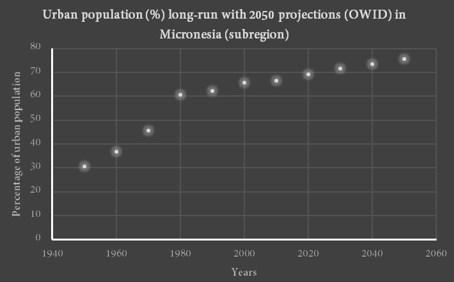 Urban population (%) long-run with 2050 projections (OWID) in
Micronesia (subregion)
Percentage of urban population
80
70
60
50
40
30
20
10
0
1940 1960 1980 2000 2020 2040 2060
Years